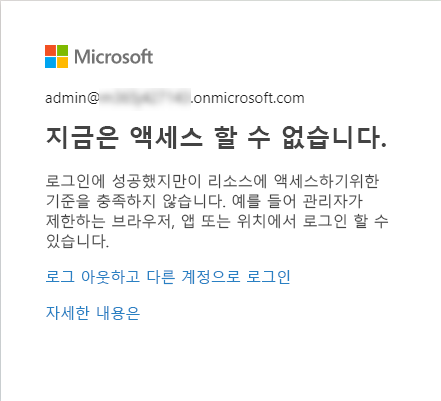 Microsoft
admin@ .onmicrosoft.com
지금은 액세스 할 수 없습니다.
로그인에 성공했지만이 리소스에 액세스하기위한
기준을 충족하지 않습니다. 예를 들어 관리자가
제한하는 브라우저, 앱 또는 위치에서 로그인 할 수
있습니다.
로그 아웃하고 다른 계정으로 로그인
자세한 내용은